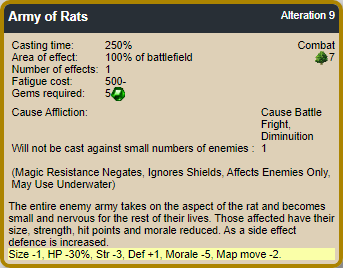 Army of Rats Alteration 9
Casting time: 250% Combat
Area of effect: 100% of battlefield 7
Number of effects: 1
Fatigue cost: 500-
Gems required: 5
Cause Affliction: Cause Battle
Fright,
Diminuition
Will not be cast against small numbers of enemies : 1
(Magic Resistance Negates, Ignores Shields, Affects Enemies Only,
May Use Underwater)
The entire enemy army takes on the aspect of the rat and becomes
small and nervous for the rest of their lives. Those affected have their
size, strength, hit points and morale reduced. As a side effect
defence is increased.
Size -1, HP -30%, Str -3, Def +1, Morale -5, Map move -2.